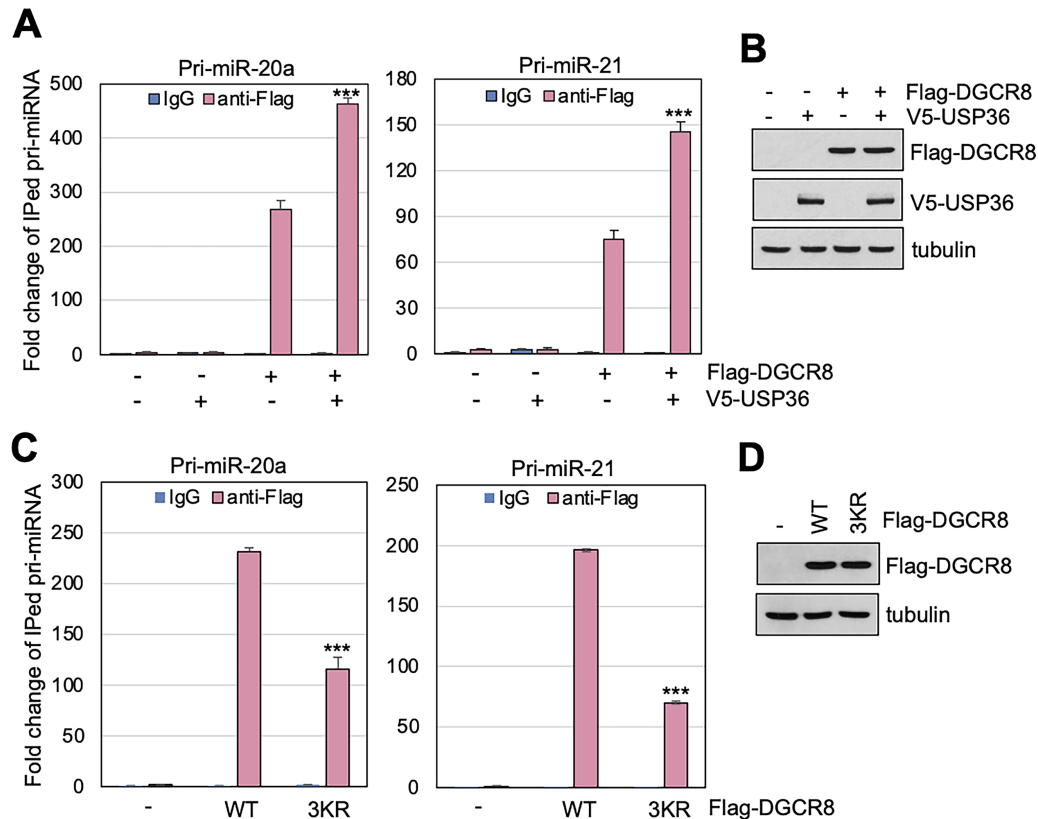 A
Pri-miR-20a
IgG anti-Flag
Fold change of IPed pri-miRNA
500
400
300
200
100
0
***
- - + +
- + - +
Pri-miR-21
IgG anti-Flag
180
150
120
90
60
30
0
***
- - + + Flag-DGCR8
- + - + V5-USP36
B
- - + + Flag-DGCR8
- + - + V5-USP36
Flag-DGCR8
V5-USP36
tubulin
C
Pri-miR-20a
IgG anti-Flag
Fold change of IPed pri-miRNA
300
250
200
150
100
50
0
***
- WT 3KR
Pri-miR-21
IgG anti-Flag
250
200
150
100
50
0
***
- WT 3KR Flag-DGCR8
D
- WT 3KR Flag-DGCR8
Flag-DGCR8
tubulin